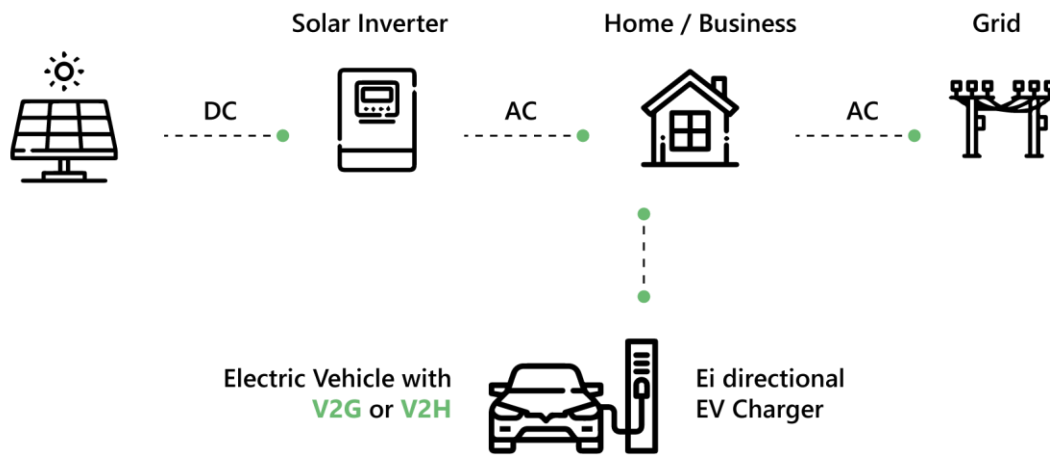 Solar Inverter
Home / Business
Grid
DC
AC
AC
Electric Vehicle with
V2G or V2H
Ei directional
EV Charger